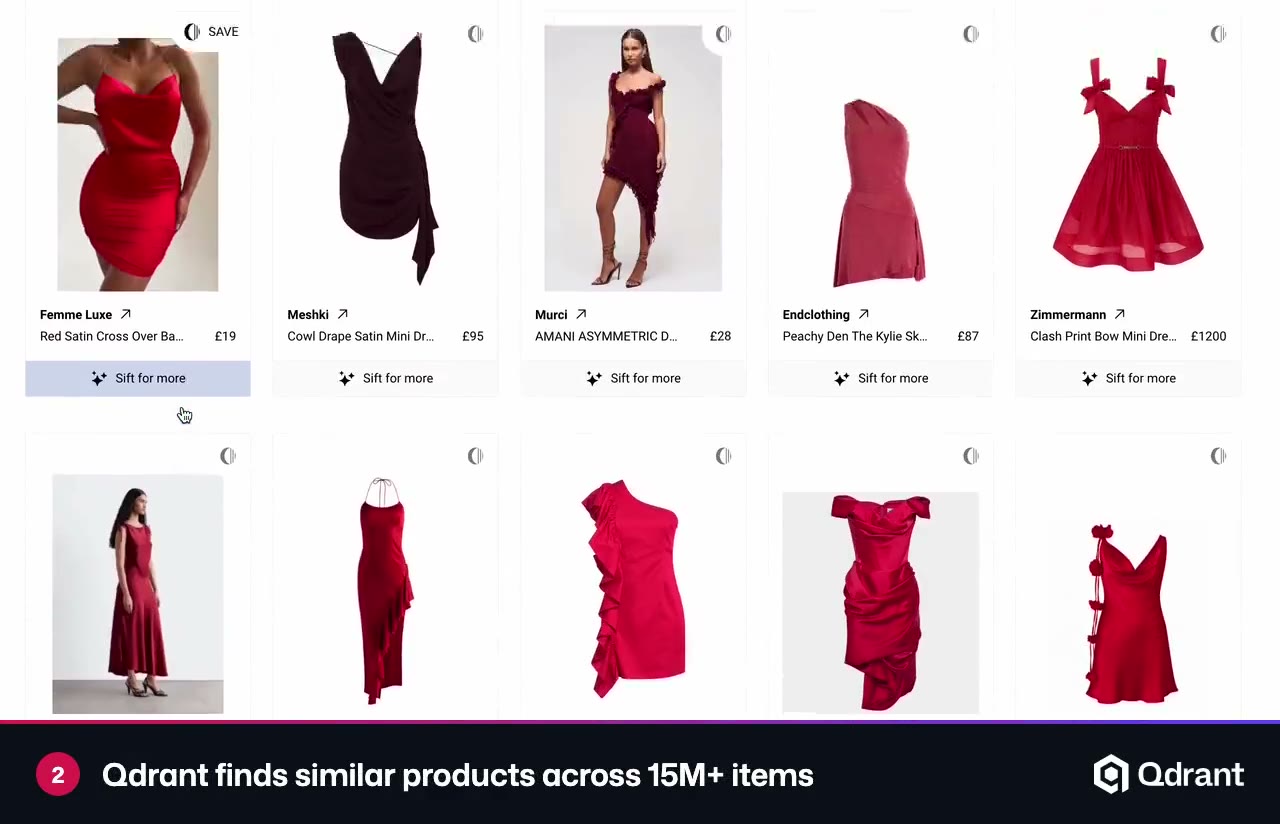 SAVE
Femme Luxe
Red Satin Cross Over Ba... £19
Sift for more
Meshki
Cowl Drape Satin Mini Dr... £95
Sift for more
Murci
AMANI ASYMMETRIC D... £28
Sift for more
Endclothing
Peachy Den The Kylie Sk... £87
Sift for more
Zimmermann
Clash Print Bow Mini Dre... £1200
Sift for more
2 Qdrant finds similar products across 15M+ items
Qdrant